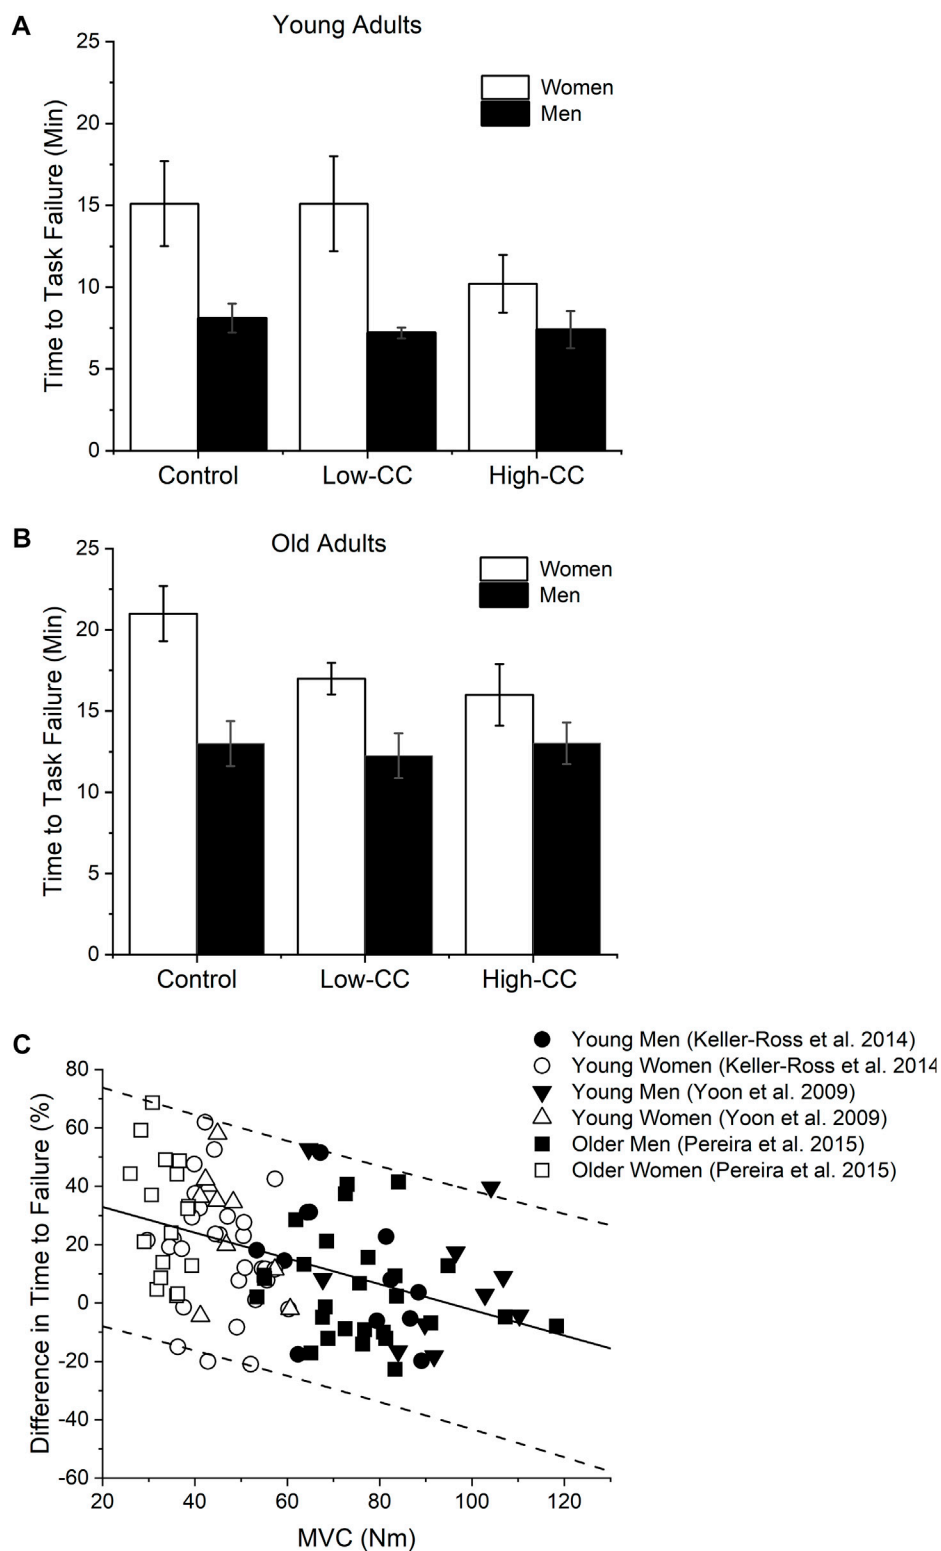 A
Young Adults
25
20
15
10
5
0
Time to Task Failure (Min)
Women
Men
Control Low-CC High-CC
B
Old Adults
25
20
15
10
5
0
Time to Task Failure (Min)
Women
Men
Control Low-CC High-CC
C
Young Men (Keller-Ross et al. 2014)
Young Women (Keller-Ross et al. 2014
Young Men (Yoon et al. 2009)
Young Women (Yoon et al. 2009)
Older Men (Pereira et al. 2015)
Older Women (Pereira et al. 2015)
80
60
40
20
0
-20
-40
-60
Difference in Time to Failure (%)
20 40 60 80 100 120
MVC (Nm)